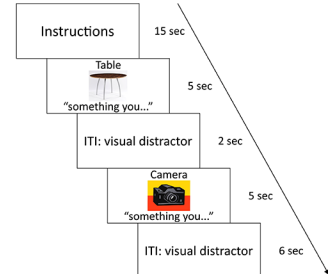 Instructions
15 sec
Table
“something you...”
5 sec
ITI: visual distractor
2 sec
Camera
“something you...”
5 sec
ITI: visual distractor
6 sec